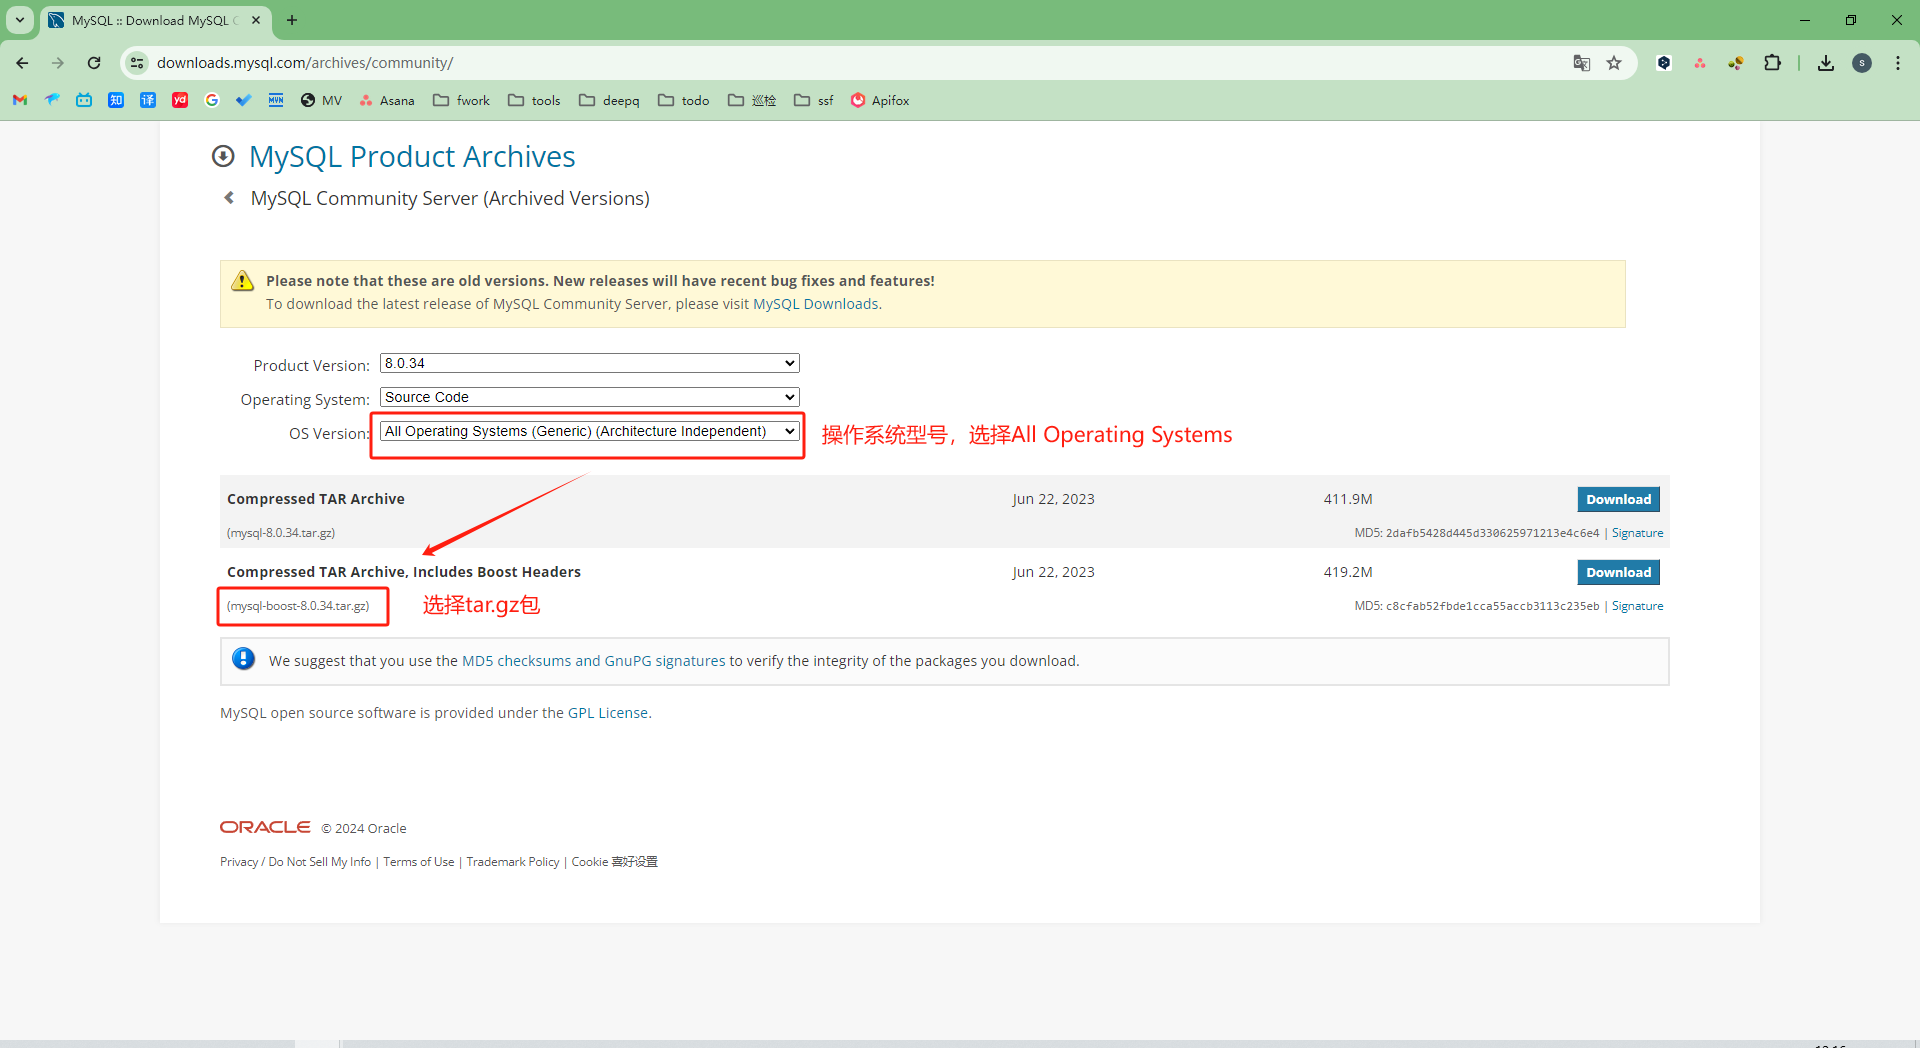 MySQL :: Download MySQL C
downloads.mysql.com/archives/community/
知
译
yd
MVN
MV
Asana
fwork
tools
deepq
todo
巡检
ssf
Apifox
S
MySQL Product Archives
MySQL Community Server (Archived Versions)
Please note that these are old versions. New releases will have recent bug fixes and features!
To download the latest release of MySQL Community Server, please visit MySQL Downloads.
Product Version: 8.0.34
Operating System: Source Code
OS Version: All Operating Systems (Generic) (Architecture Independent)
操作系统型号，选择All Operating Systems
Compressed TAR Archive Jun 22, 2023 411.9M Download
(mysql-8.0.34.tar.gz) MD5: 2dafb5428d445d330625971213e4c6e4 | Signature
Compressed TAR Archive, Includes Boost Headers Jun 22, 2023 419.2M Download
(mysql-boost-8.0.34.tar.gz) 选择tar.gz包 MD5: c8cfab52fbde1cca55accb3113c235eb | Signature
We suggest that you use the MD5 checksums and GnuPG signatures to verify the integrity of the packages you download.
MySQL open source software is provided under the GPL License.
ORACLE © 2024 Oracle
Privacy / Do Not Sell My Info | Terms of Use | Trademark Policy | Cookie 喜好设置